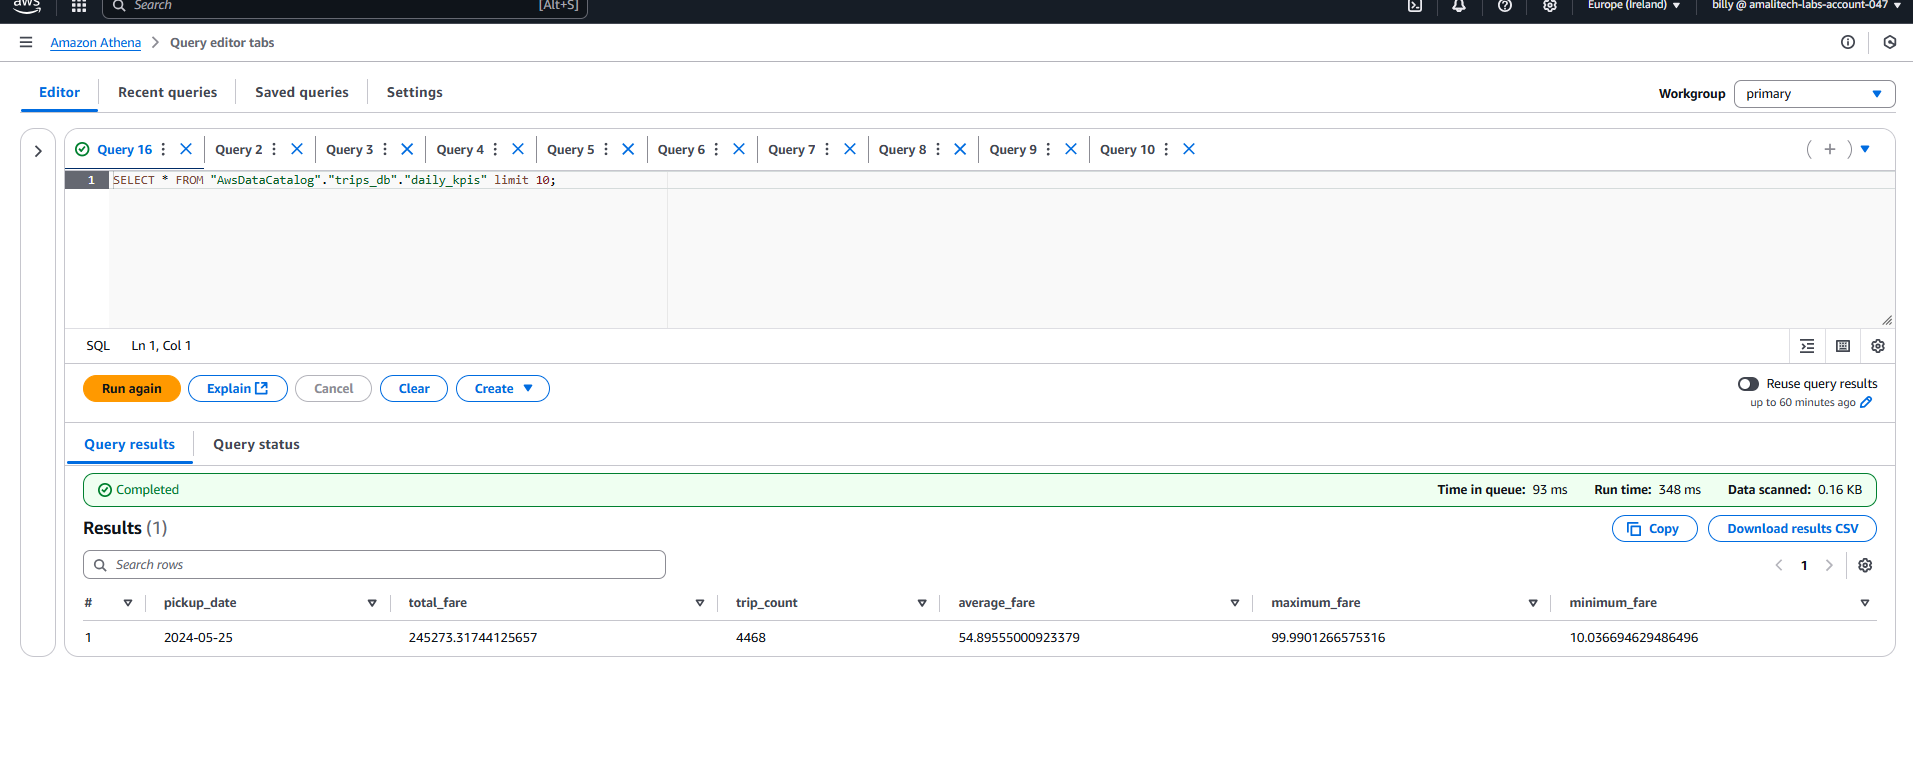 aws Search [Alt+S] Europe (Ireland) billy @ amalitech-labs-account-047
Amazon Athena Query editor tabs
Editor Recent queries Saved queries Settings Workgroup primary
Query 16 Query 2 Query 3 Query 4 Query 5 Query 6 Query 7 Query 8 Query 9 Query 10
1 SELECT * FROM "AwsDataCatalog"."trips_db"."daily_kpis" limit 10;
SQL Ln 1, Col 1
Run again Explain Cancel Clear Create Reuse query results
up to 60 minutes ago
Query results Query status
Completed Time in queue: 93 ms Run time: 348 ms Data scanned: 0.16 KB
Results (1) Copy Download results CSV
Search rows 1
# pickup_date total_fare trip_count average_fare maximum_fare minimum_fare
1 2024-05-25 245273.31744125657 4468 54.89555000923379 99.9901266575316 10.036694629486496